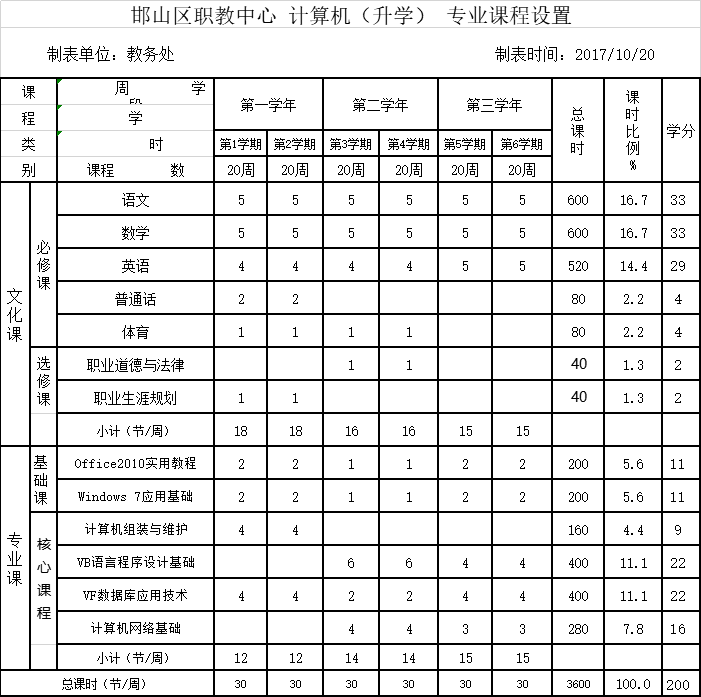 邯山区职教中心 计算机（升学） 专业课程设置
制表单位：教务处 制表时间：2017/10/20
课程类别 周 学段 学时 课程 数 第一学年 第二学年 第三学年 总课时 课时比例% 学分
第1学期 第2学期 第3学期 第4学期 第5学期 第6学期
20周 20周 20周 20周 20周 20周
文化课 必修课 语文 5 5 5 5 5 5 600 16.7 33
数学 5 5 5 5 5 5 600 16.7 33
英语 4 4 4 4 5 5 520 14.4 29
普通话 2 2 80 2.2 4
体育 1 1 1 1 80 2.2 4
选修课 职业道德与法律 1 1 40 1.3 2
职业生涯规划 1 1 40 1.3 2
小计（节/周） 18 18 16 16 15 15
专业课 基础课 Office2010实用教程 2 2 1 1 2 2 200 5.6 11
Windows 7应用基础 2 2 1 1 2 2 200 5.6 11
核心课程 计算机组装与维护 4 4 160 4.4 9
VB语言程序设计基础 6 6 4 4 400 11.1 22
VF数据库应用技术 4 4 2 2 4 4 400 11.1 22
计算机网络基础 4 4 3 3 280 7.8 16
小计（节/周） 12 12 14 14 15 15
总课时（节/周） 30 30 30 30 30 30 3600 100.0 200